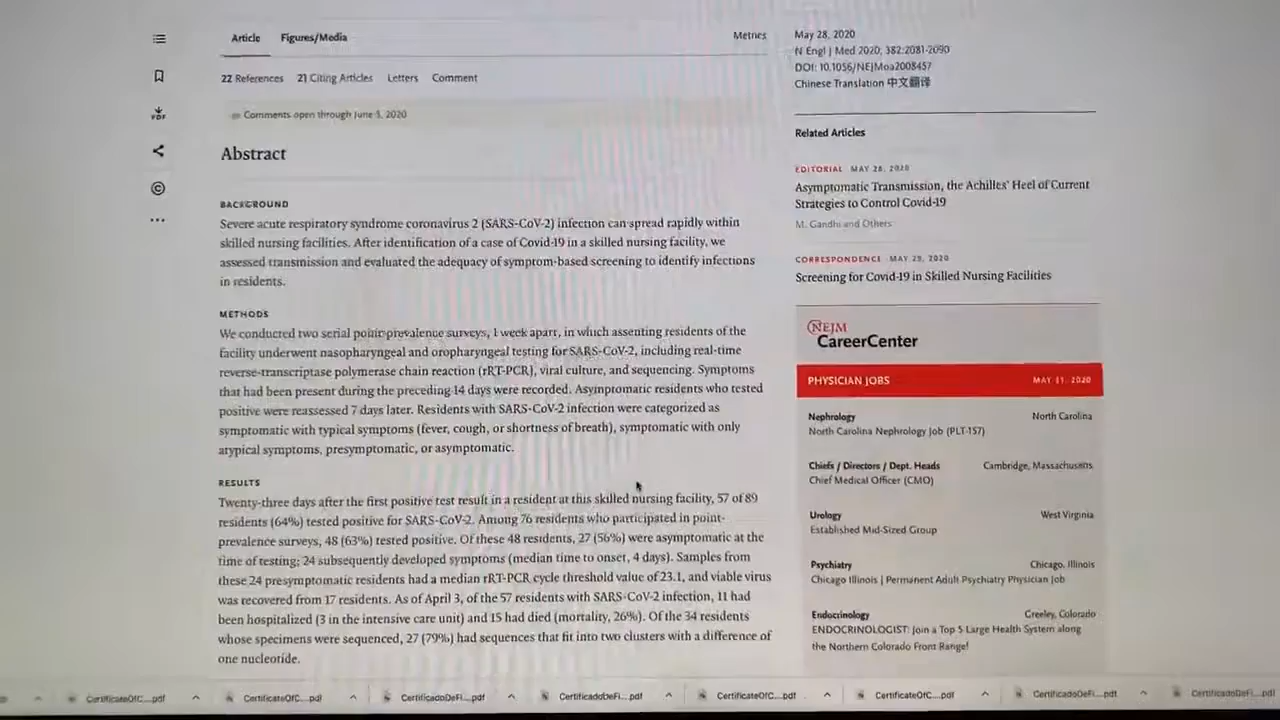 Article Figures/Media Metrics
22 References 21 Citing Articles Letters Comment
Comments open through June 3, 2020
Abstract
BACKGROUND
Severe acute respiratory syndrome coronavirus 2 (SARS-CoV-2) infection can spread rapidly within
skilled nursing facilities. After identification of a case of Covid-19 in a skilled nursing facility, we
assessed transmission and evaluated the adequacy of symptom-based screening to identify infections
in residents.
METHODS
We conducted two serial point-prevalence surveys, 1 week apart, in which assenting residents of the
facility underwent nasopharyngeal and oropharyngeal testing for SARS-CoV-2, including real-time
reverse-transcriptase polymerase chain reaction (rRT-PCR), viral culture, and sequencing. Symptoms
that had been present during the preceding 14 days were recorded. Asymptomatic residents who tested
positive were reassessed 7 days later. Residents with SARS-CoV-2 infection were categorized as
symptomatic with typical symptoms (fever, cough, or shortness of breath), symptomatic with only
atypical symptoms, presymptomatic, or asymptomatic.
RESULTS
Twenty-three days after the first positive test result in a resident at this skilled nursing facility, 57 of 89
residents (64%) tested positive for SARS-CoV-2. Among 76 residents who participated in point-
prevalence surveys, 48 (63%) tested positive. Of these 48 residents, 27 (56%) were asymptomatic at the
time of testing; 24 subsequently developed symptoms (median time to onset, 4 days). Samples from
these 24 presymptomatic residents had a median rRT-PCR cycle threshold value of 23.1, and viable virus
was recovered from 17 residents. As of April 3, of the 57 residents with SARS-CoV-2 infection, 11 had
been hospitalized (3 in the intensive care unit) and 15 had died (mortality, 26%). Of the 34 residents
whose specimens were sequenced, 27 (79%) had sequences that fit into two clusters with a difference of
one nucleotide.
PDF
May 28, 2020
N Engl J Med 2020; 382:2081-2090
DOI: 10.1056/NEJMoa2008457
Chinese Translation 中文翻译
Related Articles
EDITORIAL MAY 28, 2020
Asymptomatic Transmission, the Achilles' Heel of Current
Strategies to Control Covid-19
M. Gandhi and Others
CORRESPONDENCE MAY 28, 2020
Screening for Covid-19 in Skilled Nursing Facilities
NEJM
CareerCenter
PHYSICIAN JOBS MAY 31, 2020
Nephrology North Carolina
North Carolina Nephrology Job (PLT-157)
Chiefs / Directors / Dept. Heads Cambridge, Massachusetts
Chief Medical Officer (CMO)
Urology West Virginia
Established Mid-Sized Group
Psychiatry Chicago, Illinois
Chicago Illinois | Permanent Adult Psychiatry Physician Job
Endocrinology Greeley, Colorado
ENDOCRINOLOGIST: Join a Top 5 Large Health System along
the Northern Colorado Front Range!
CertificateOfC....pdf CertificateOfC....pdf CertificadoDeFi....pdf CertificadoDeFi....pdf CertificateOfC....pdf CertificateOfC....pdf CertificadoDeFi....pdf CertificadoDeFi....pdf